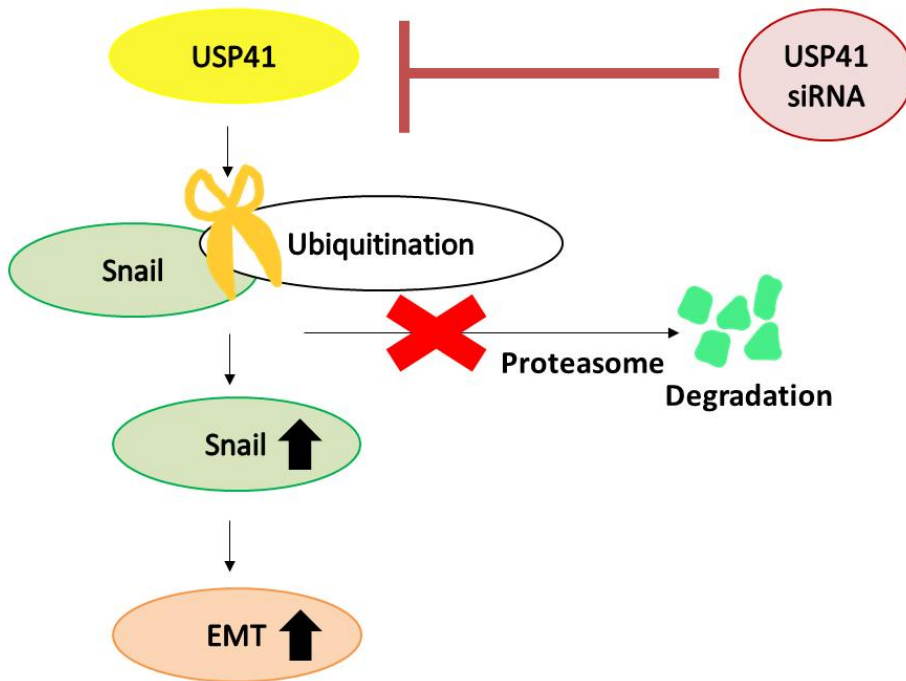 USP41
USP41
siRNA
Ubiquitination
Snail
Proteasome
Degradation
Snail
EMT